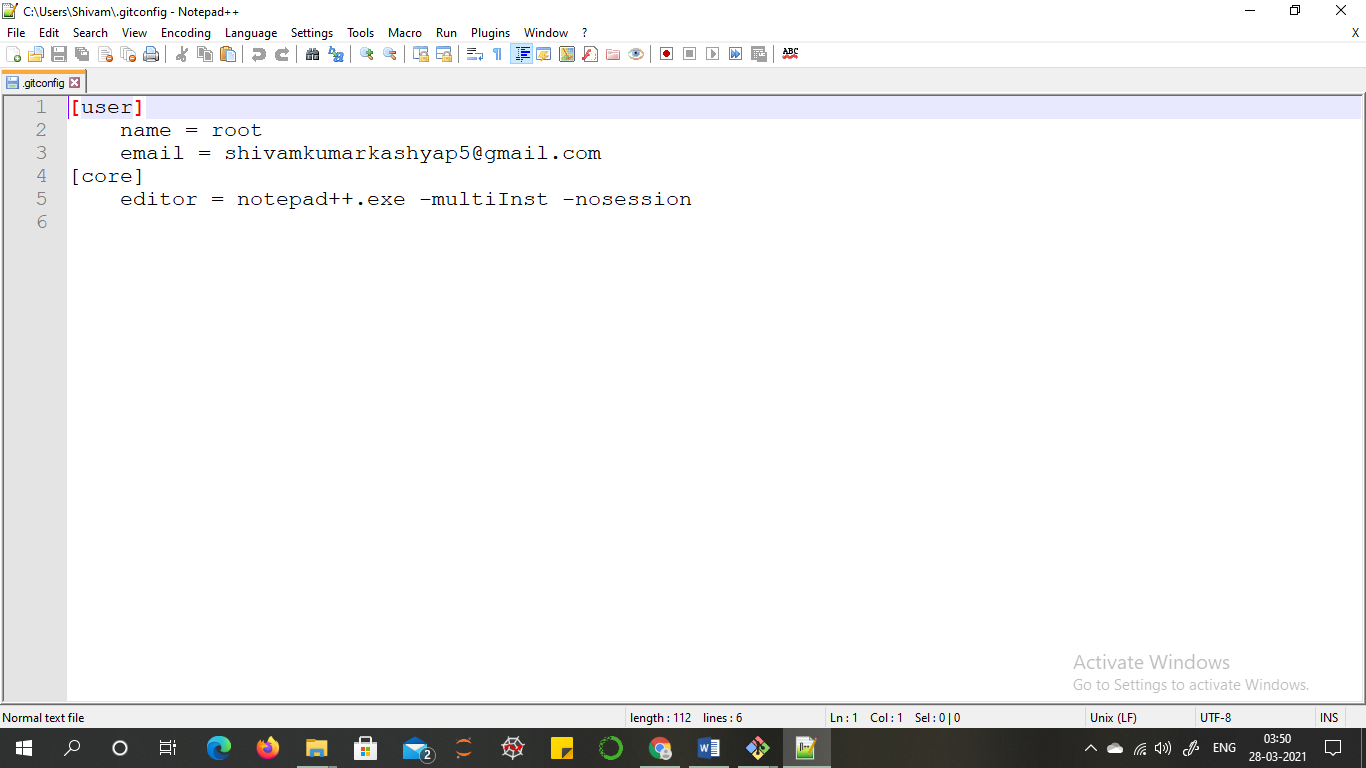 C:\Users\Shivam\.gitconfig - Notepad++
File Edit Search View Encoding Language Settings Tools Macro Run Plugins Window ? X
ABC
.gitconfig
1 [user]
2 name = root
3 email = shivamkumarkashyap5@gmail.com
4 [core]
5 editor = notepad++.exe -multiInst -nosession
6
Activate Windows
Go to Settings to activate Windows.
Normal text file length : 112 lines : 6 Ln : 1 Col : 1 Sel : 0 | 0 Unix (LF) UTF-8 INS
2 ENG 03:50
28-03-2021